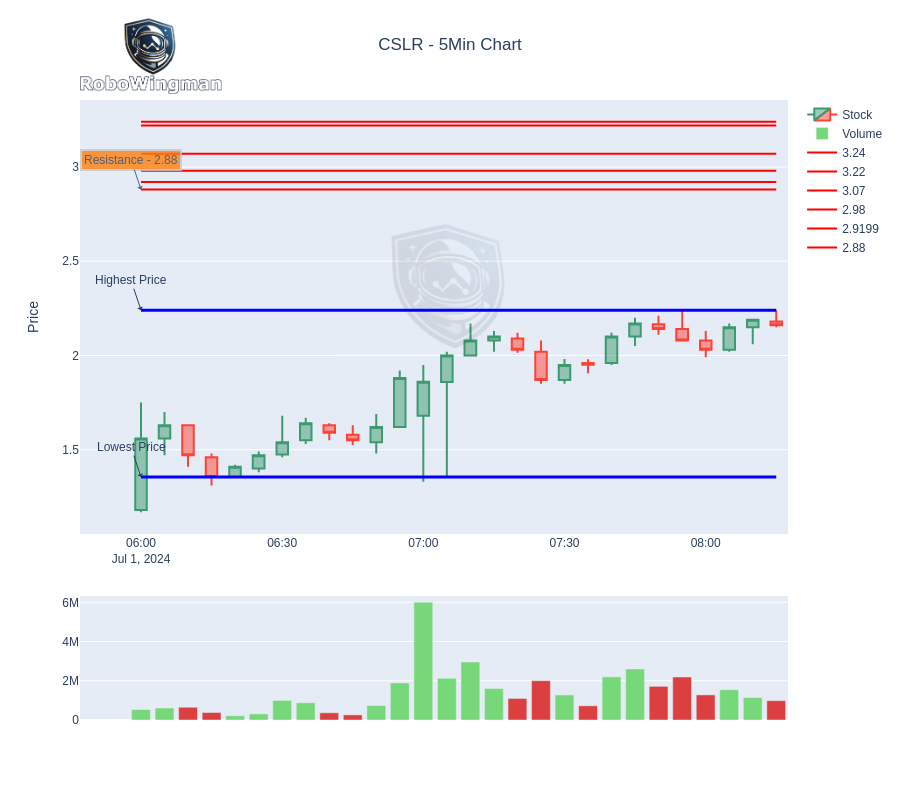 RoboWingman
CSLR - 5Min Chart
Stock
Volume
3.24
3.22
3.07
2.98
2.9199
2.88
Resistance - 2.88
Highest Price
Lowest Price
Price
3
2.5
2
1.5
06:00
06:30
07:00
07:30
08:00
Jul 1, 2024
6M
4M
2M
0